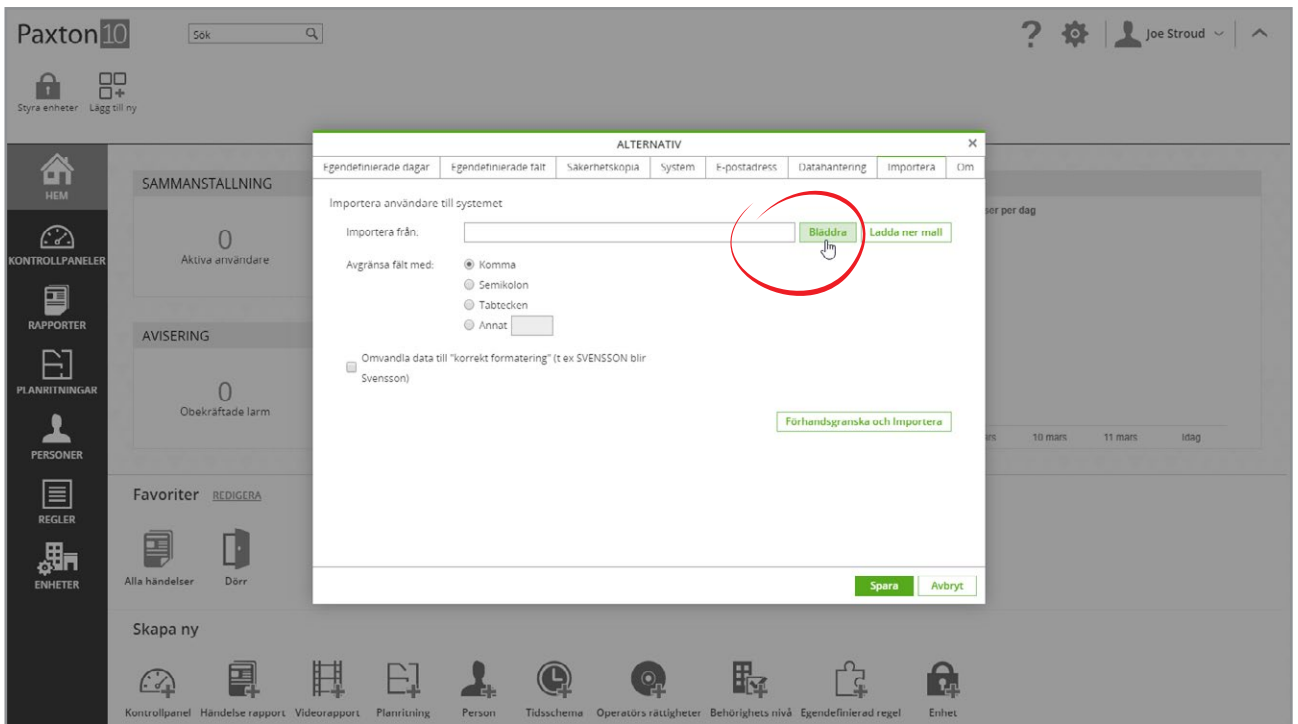 Paxton 10
Sök
Joe Stroud
Styra enheter
Lägg till ny
HEM
KONTROLLPANELER
RAPPORTER
PLANRITNINGAR
PERSONER
REGLER
ENHETER
SAMMANSTALLNING
0
Aktiva användare
AVISERING
0
Obekräftade larm
ALTERNATIV
Egendefinierade dagar
Egendefinierade fält
Säkerhetskopia
System
E-postadress
Datahantering
Importera
Om
Importera användare till systemet
Importera från.
Bläddra
Ladda ner mall
Avgränsa fält med:
Komma
Semikolon
Tabtecken
Annat
Omvandla data till "korrekt formatering" (t ex SVENSSON blir
Svensson)
Förhandsgranska och Importera
Spara
Avbryt
per dag
10 mars
11 mars
Idag
Favoriter
REDIGERA
Alla händelser
Dörr
Skapa ny
Kontrollpanel
Händelse rapport
Videorapport
Planritning
Person
Tidsschema
Operatörs rättigheter
Behörighets nivå
Egendefinierad regel
Enhet